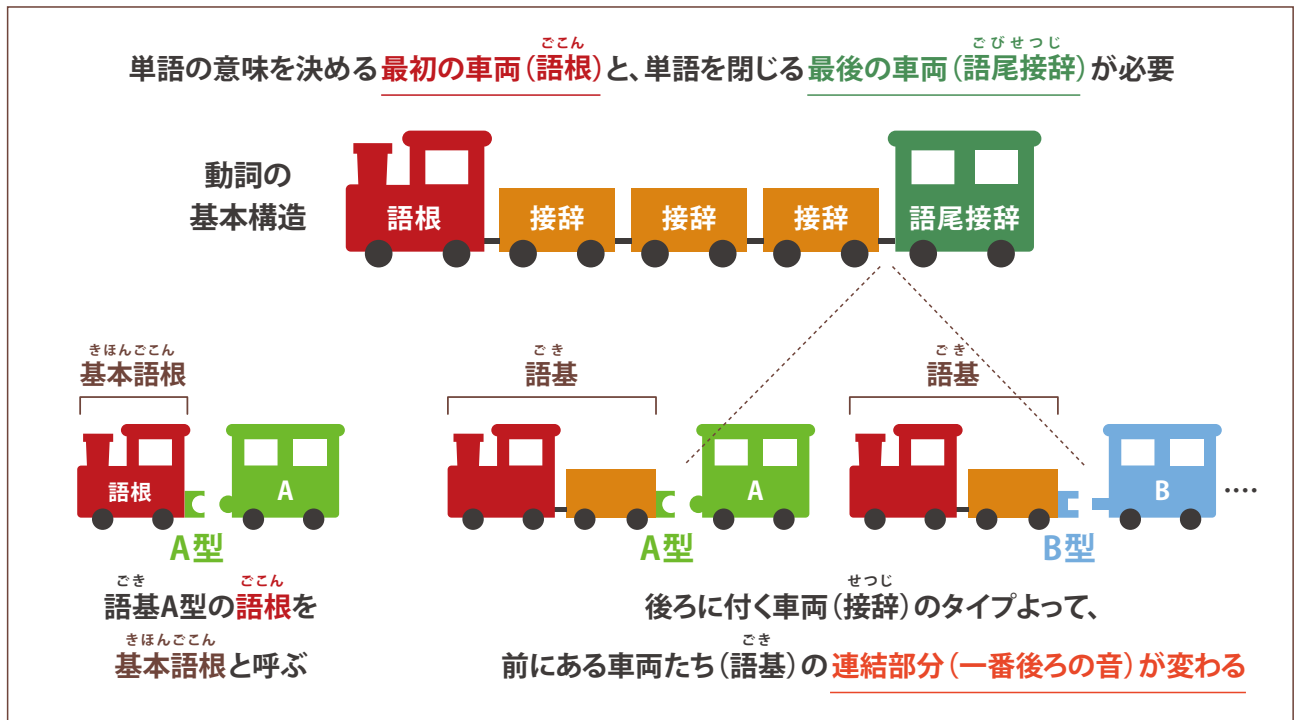 単語の意味を決める最初の車両(語根)と、単語を閉じる最後の車両(語尾接辞)が必要
ごこん
ごびせつじ
動詞の
基本構造
語根
接辞
接辞
接辞
語尾接辞
きほんごこん
基本語根
語根
A
A型
ごき
語基
A
A型
ごき
語基
B
‥‥
B型
ごき
ごこん
語基A型の語根を
きほんごこん
基本語根と呼ぶ
せつじ
後ろに付く車両(接辞)のタイプよって、
ごき
前にある車両たち(語基)の連結部分(一番後ろの音)が変わる